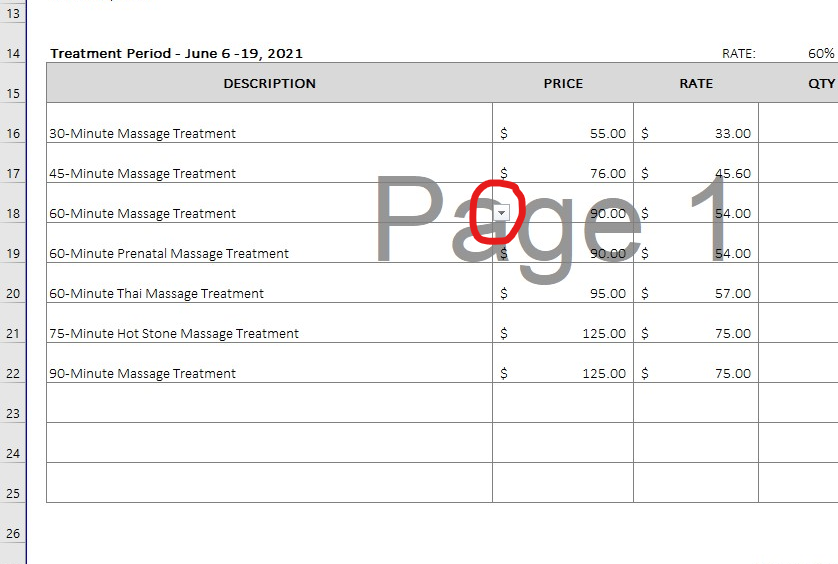 13
14 Treatment Period - June 6 -19, 2021 RATE: 60%
15 DESCRIPTION PRICE RATE QTY
16 30-Minute Massage Treatment $ 55.00 $ 33.00
17 45-Minute Massage Treatment $ 76.00 $ 45.60
Page 1
18 60-Minute Massage Treatment 90.00 $ 54.00
19 60-Minute Prenatal Massage Treatment $ 90.00 $ 54.00
20 60-Minute Thai Massage Treatment $ 95.00 $ 57.00
21 75-Minute Hot Stone Massage Treatment $ 125.00 $ 75.00
22 90-Minute Massage Treatment $ 125.00 $ 75.00
23
24
25
26